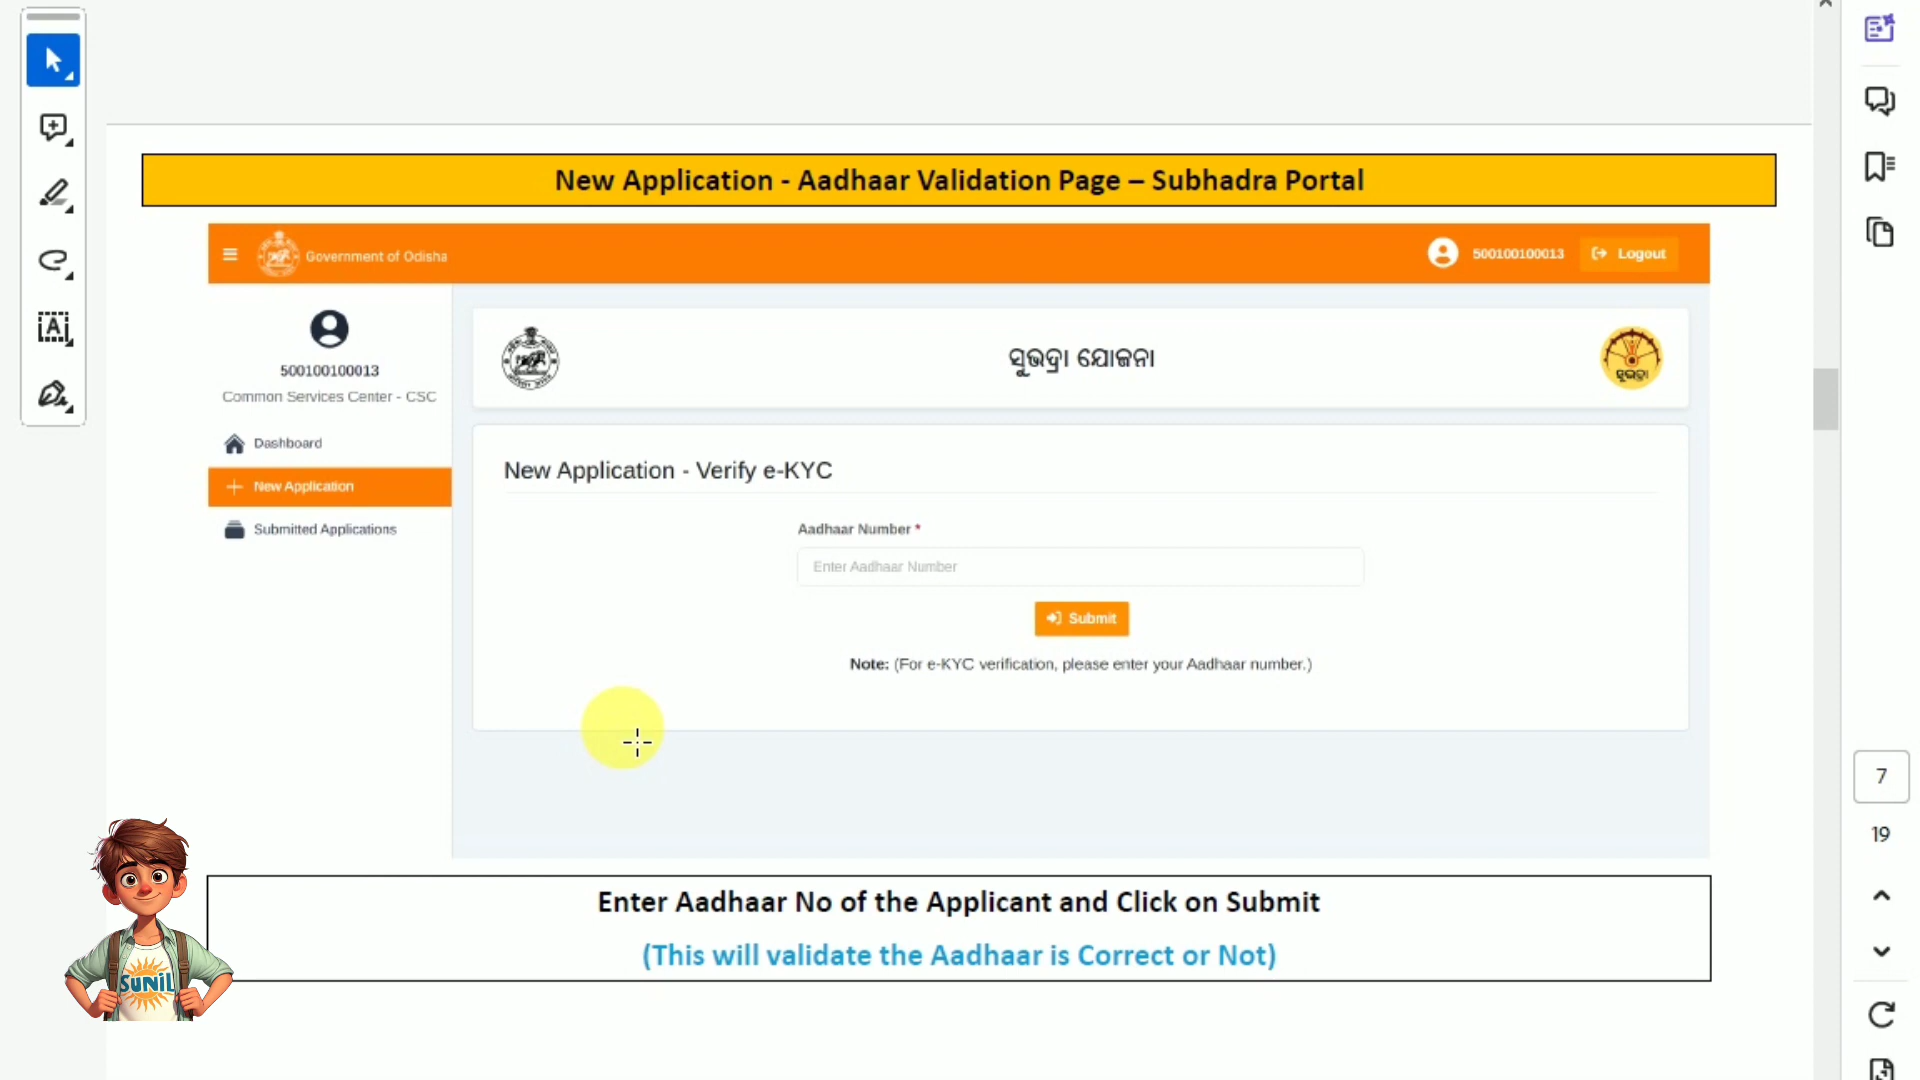 New Application - Aadhaar Validation Page – Subhadra Portal
Government of Odisha
500100100013
Logout
500100100013
Common Services Center - CSC
Dashboard
New Application
Submitted Applications
ସୁଭଦ୍ରା ଯୋଜନା
ସୁଭଦ୍ରା
New Application - Verify e-KYC
Aadhaar Number *
Enter Aadhaar Number
Submit
Note: (For e-KYC verification, please enter your Aadhaar number.)
Enter Aadhaar No of the Applicant and Click on Submit
(This will validate the Aadhaar is Correct or Not)
SUNIL
7
19